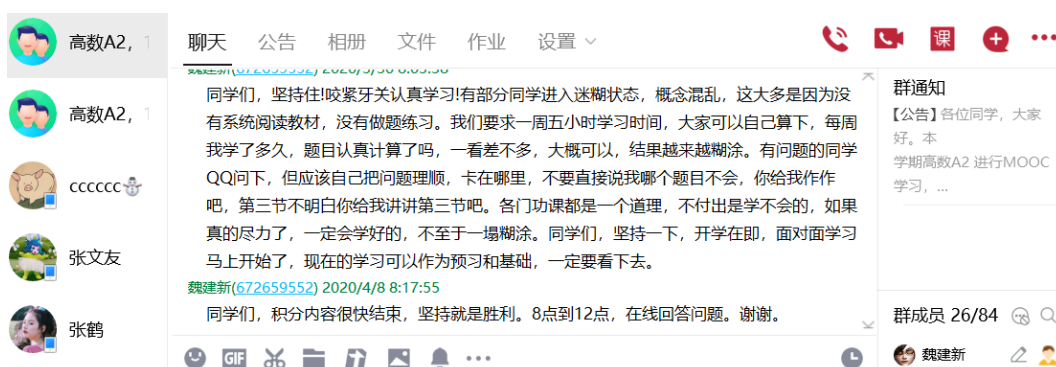 高数A2,
聊天 公告 相册 文件 作业 设置
课
高数A2,
cccccc
张文友
张鹤
同学们，坚持住!咬紧牙关认真学习!有部分同学进入迷糊状态，概念混乱，这大多是因为没
有系统阅读教材，没有做题练习。我们要求一周五小时学习时间，大家可以自己算下，每周
我学了多久，题目认真计算了吗，一看差不多，大概可以，结果越来越糊涂。有问题的同学
QQ问下，但应该自己把问题理顺，卡在哪里，不要直接说我哪个题目不会，你给我作作
吧，第三节不明白你给我讲讲第三节吧。各门功课都是一个道理，不付出是学不会的，如果
真的尽力了，一定会学好的，不至于一塌糊涂。同学们，坚持一下，开学在即，面对面学习
马上开始了，现在的学习可以作为预习和基础，一定要看下去。
魏建新(672659552) 2020/4/8 8:17:55
同学们，积分内容很快结束，坚持就是胜利。8点到12点，在线回答问题。谢谢。
GIF
群通知
【公告】各位同学，大家
好。本
学期高数A2 进行MOOC
学习，...
群成员 26/84
魏建新